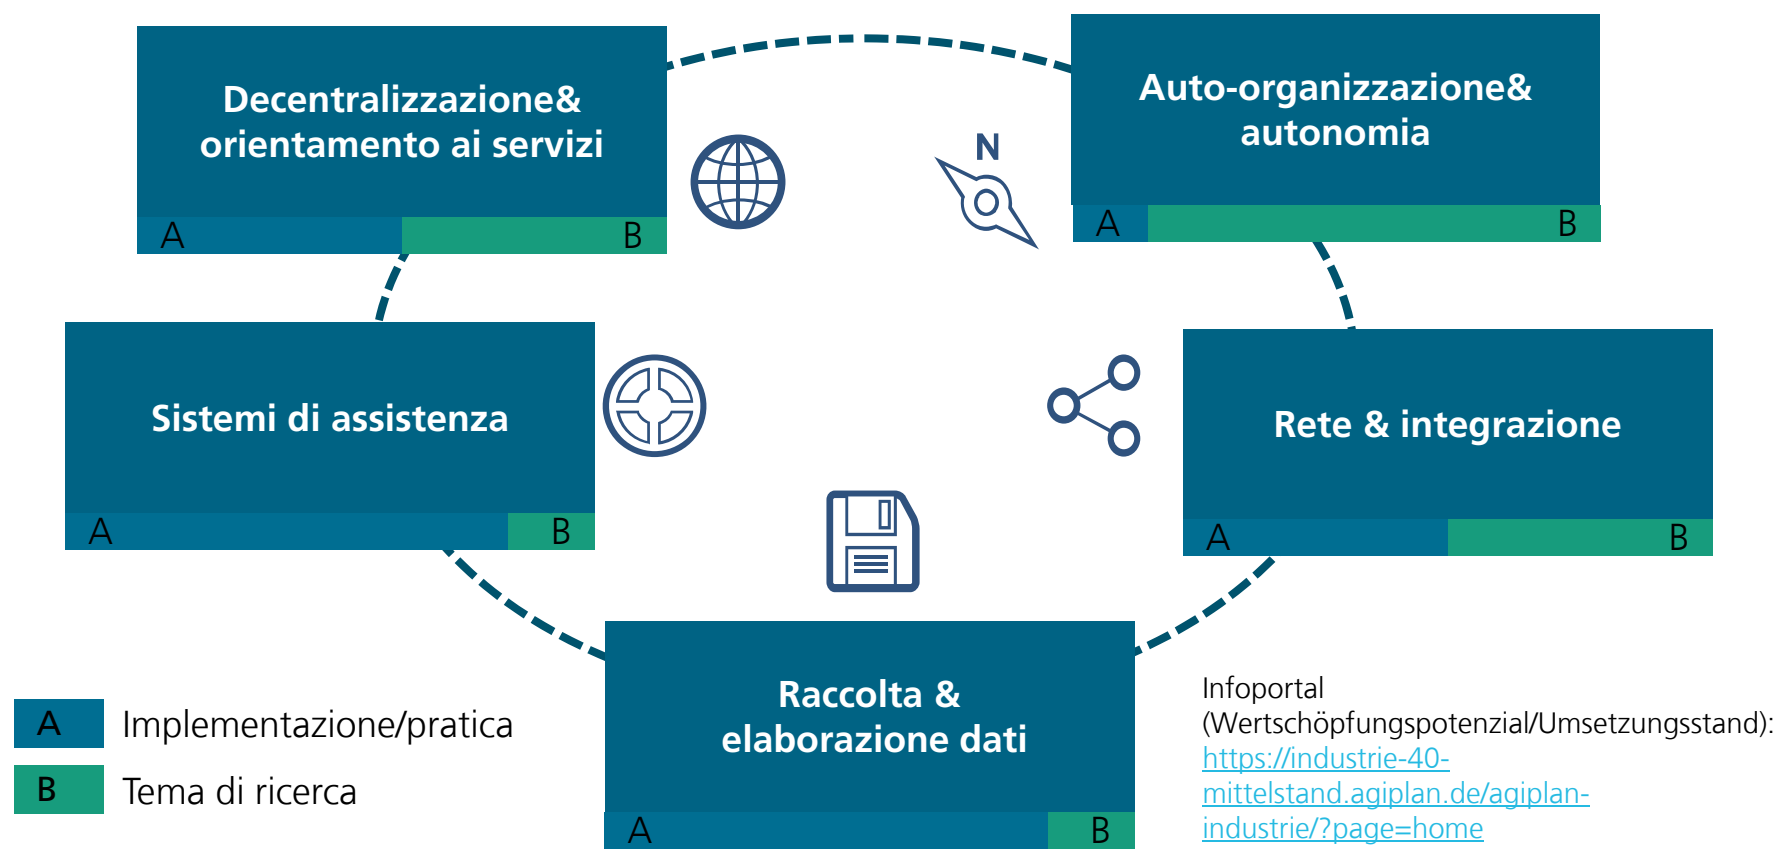 Decentralizzazione&
orientamento ai servizi
A
B
Auto-organizzazione&
autonomia
A
B
N
Sistemi di assistenza
A
B
Rete & integrazione
A
B
Raccolta &
elaborazione dati
A
B
A Implementazione/pratica
B Tema di ricerca
Infoportal
(Wertschöpfungspotenzial/Umsetzungsstand):
https://industrie-40-
mittelstand.agiplan.de/agiplan-
industrie/?page=home